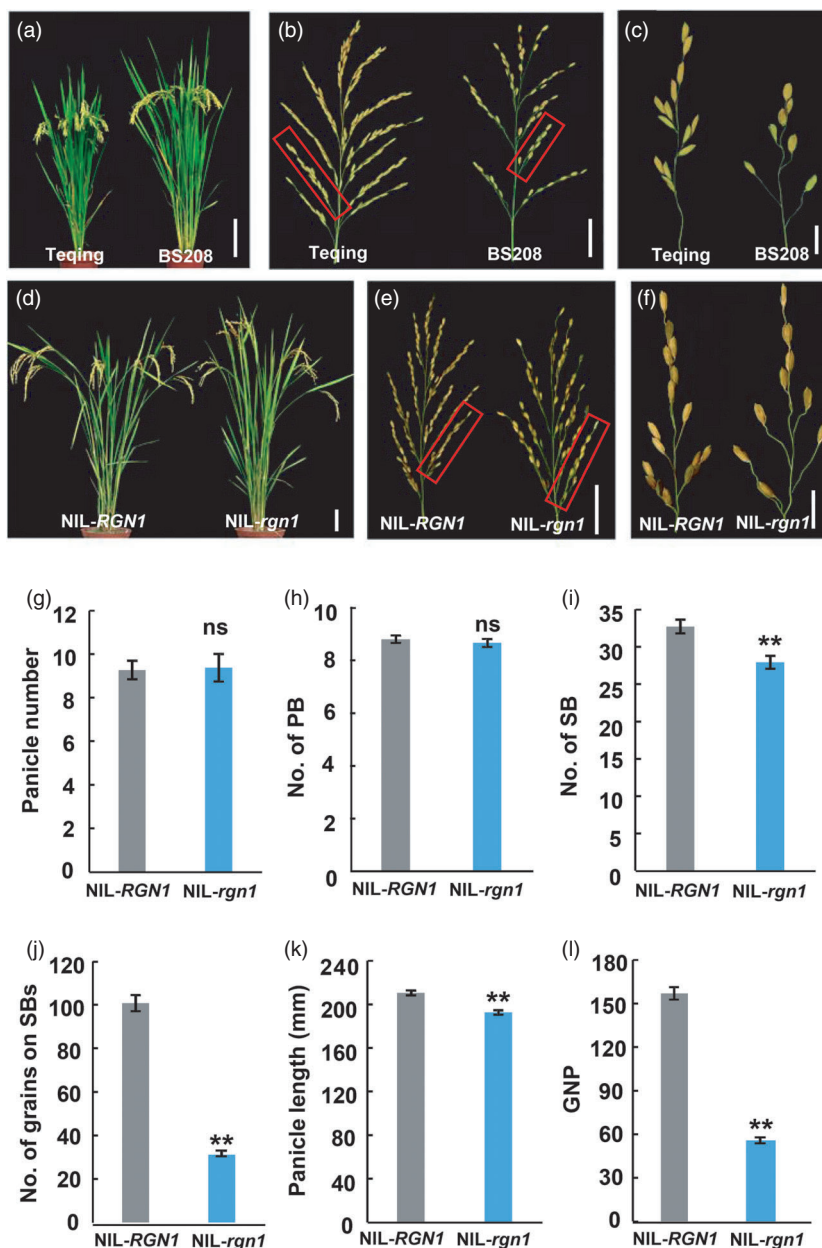 (a)
Teqing BS208
(b)
Teqing BS208
(c)
Teqing BS208
(d)
NIL-RGN1 NIL-rgn1
(e)
NIL-RGN1 NIL-rgn1
(f)
NIL-RGN1 NIL-rgn1
(g)
Panicle number
12
10
8
6
4
2
0
ns
NIL-RGN1 NIL-rgn1
(h)
No. of PB
10
8
6
4
2
0
ns
NIL-RGN1 NIL-rgn1
(i)
No. of SB
35
30
25
20
15
10
5
0
**
NIL-RGN1 NIL-rgn1
(j)
No. of grains on SBs
120
100
80
60
40
20
0
**
NIL-RGN1 NIL-rgn1
(k)
Panicle length (mm)
240
200
160
120
80
40
0
**
NIL-RGN1 NIL-rgn1
(l)
GNP
180
150
120
90
60
30
0
**
NIL-RGN1 NIL-rgn1